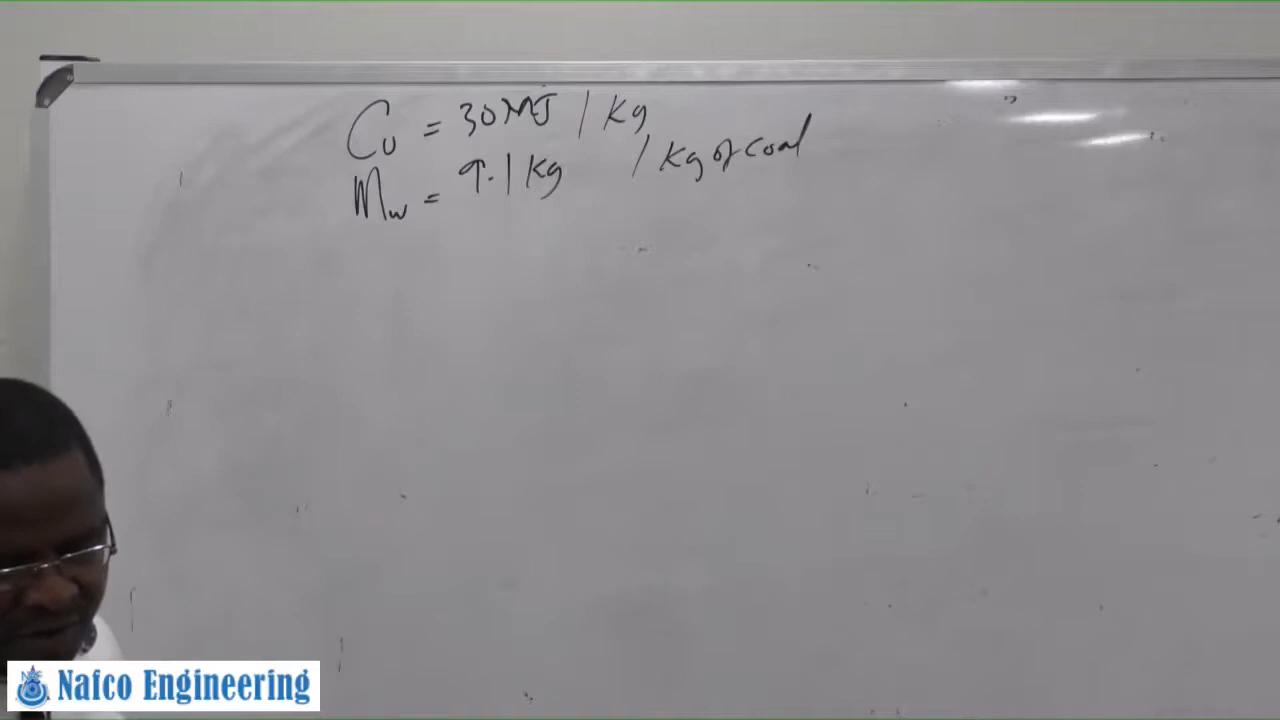 Cv = 30MJ / Kg
Mw = 9.1 Kg / Kg of coal
Nafco Engineering